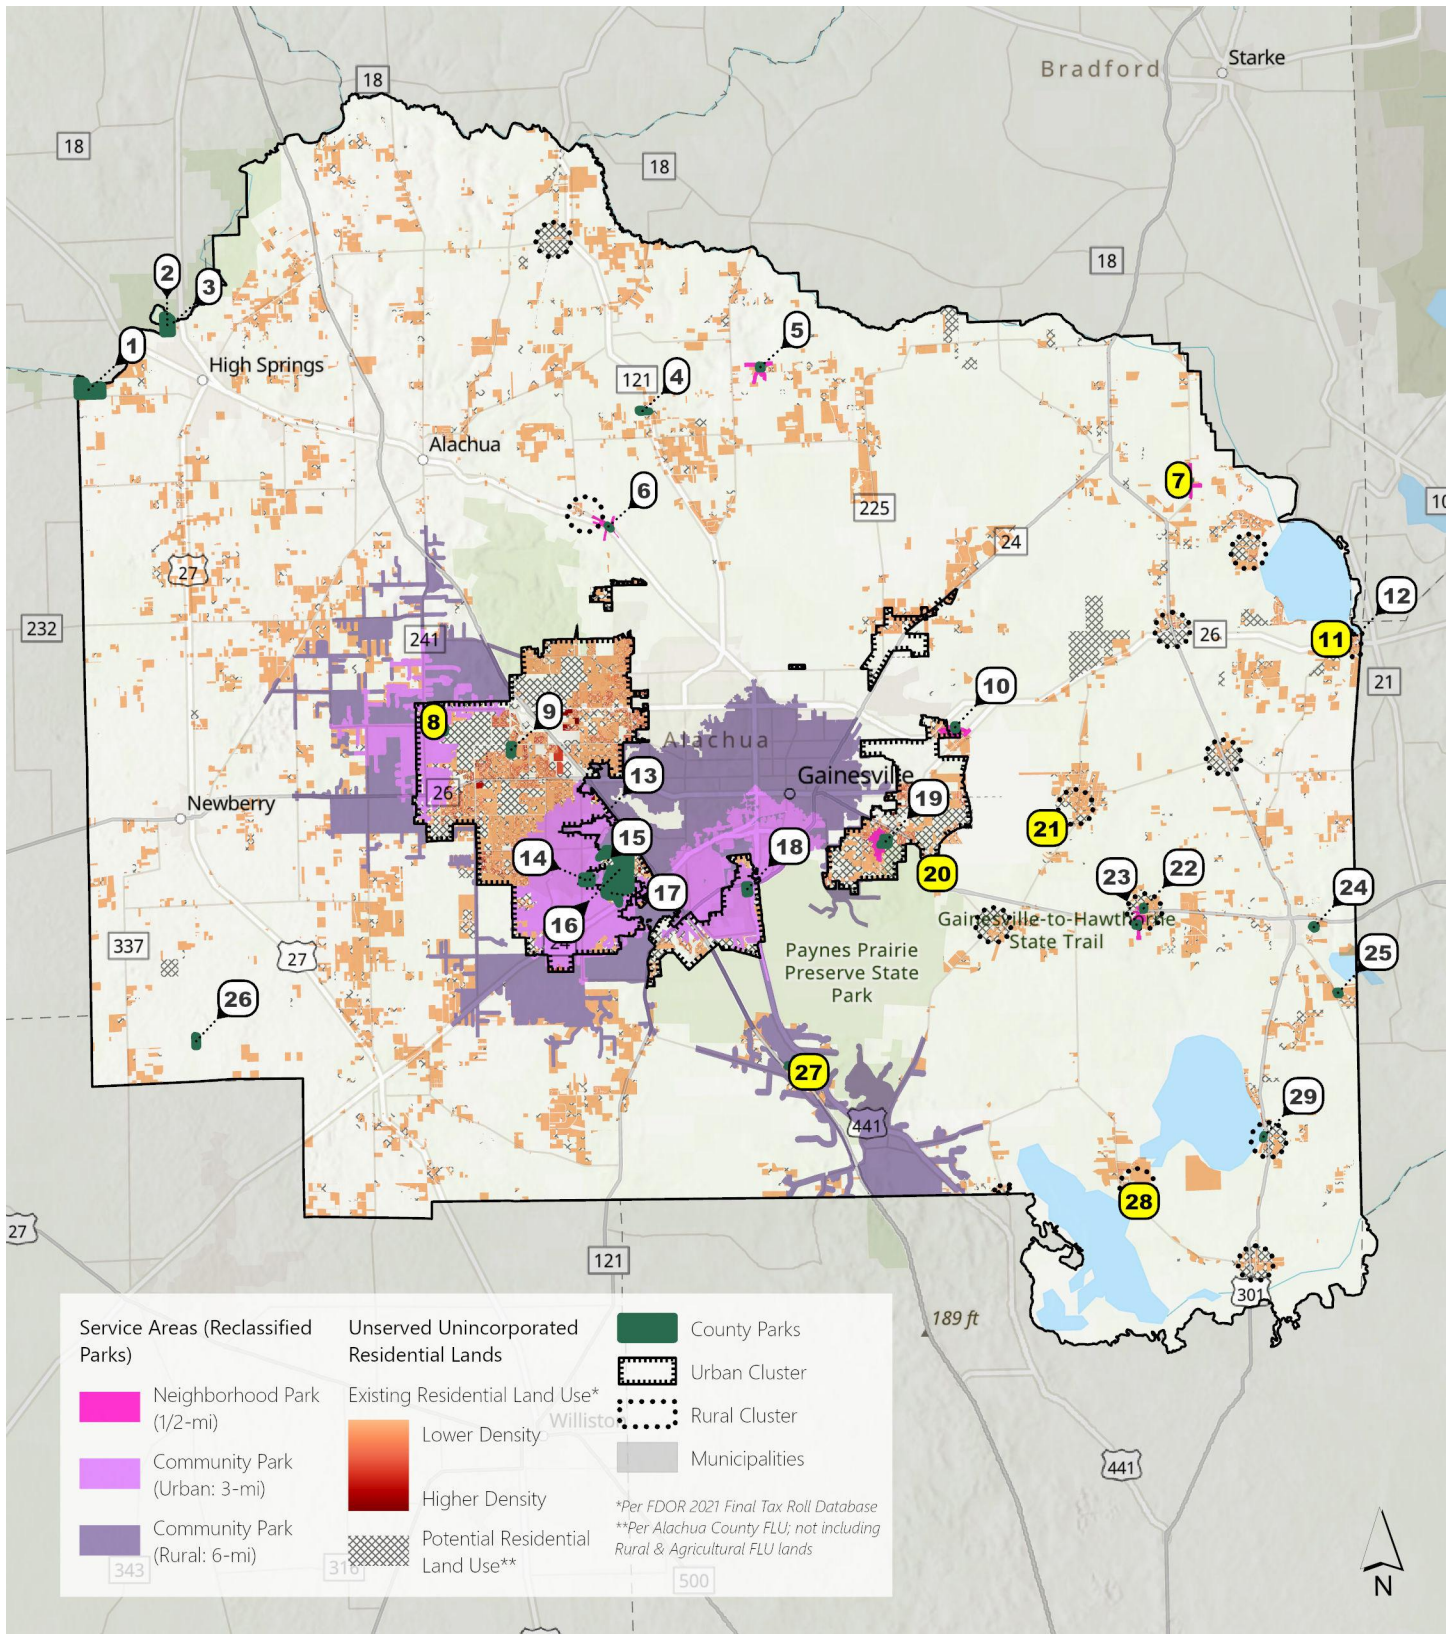 Starke
Bradford
18
18
18
18
2
3
1
High Springs
5
121
4
Alachua
6
7
225
24
10
27
232
241
12
26
11
21
10
8
9
Alachua
13
Gainesville
26
Newberry
19
21
15
14
18
20
16
17
23
22
24
Gainesville-to-Hawthorne
State Trail
337
27
24
Paynes Prairie
Preserve State
Park
25
26
27
441
29
28
27
121
301
189 ft
Service Areas (Reclassified
Parks)
Neighborhood Park
(1/2-mi)
Community Park
(Urban: 3-mi)
Community Park
(Rural: 6-mi)
Unserved Unincorporated
Residential Lands
Existing Residential Land Use*
Lower Density
Higher Density
Potential Residential
Land Use**
County Parks
Urban Cluster
Rural Cluster
Municipalities
*Per FDOR 2021 Final Tax Roll Database
**Per Alachua County FLU; not including
Rural & Agricultural FLU lands
Williston
343
316
500
441
N